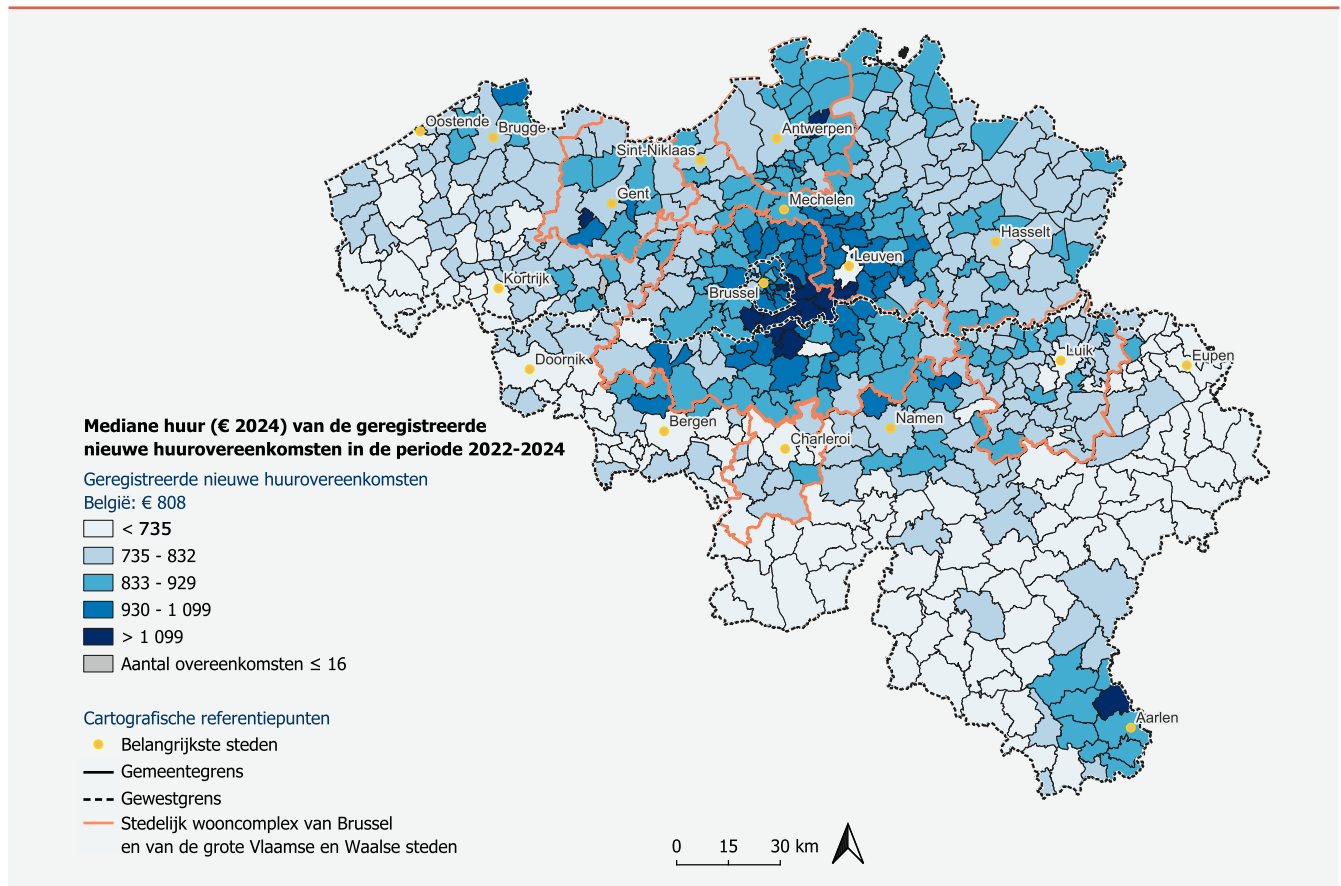 Oostende
Brugge
Antwerpen
Sint-Niklaas
Gent
Mechelen
Hasselt
Leuven
Kortrijk
Brussel
Doornik
Luik
Eupen
Bergen
Namen
Charleroi
Aarlen
Mediane huur (€ 2024) van de geregistreerde
nieuwe huurovereenkomsten in de periode 2022-2024
Geregistreerde nieuwe huurovereenkomsten
België: € 808
< 735
735 - 832
833 - 929
930 - 1 099
> 1 099
Aantal overeenkomsten ≤ 16
Cartografische referentiepunten
Belangrijkste steden
Gemeentegrens
Gewestgrens
Stedelijk wooncomplex van Brussel
en van de grote Vlaamse en Waalse steden
0 15 30 km